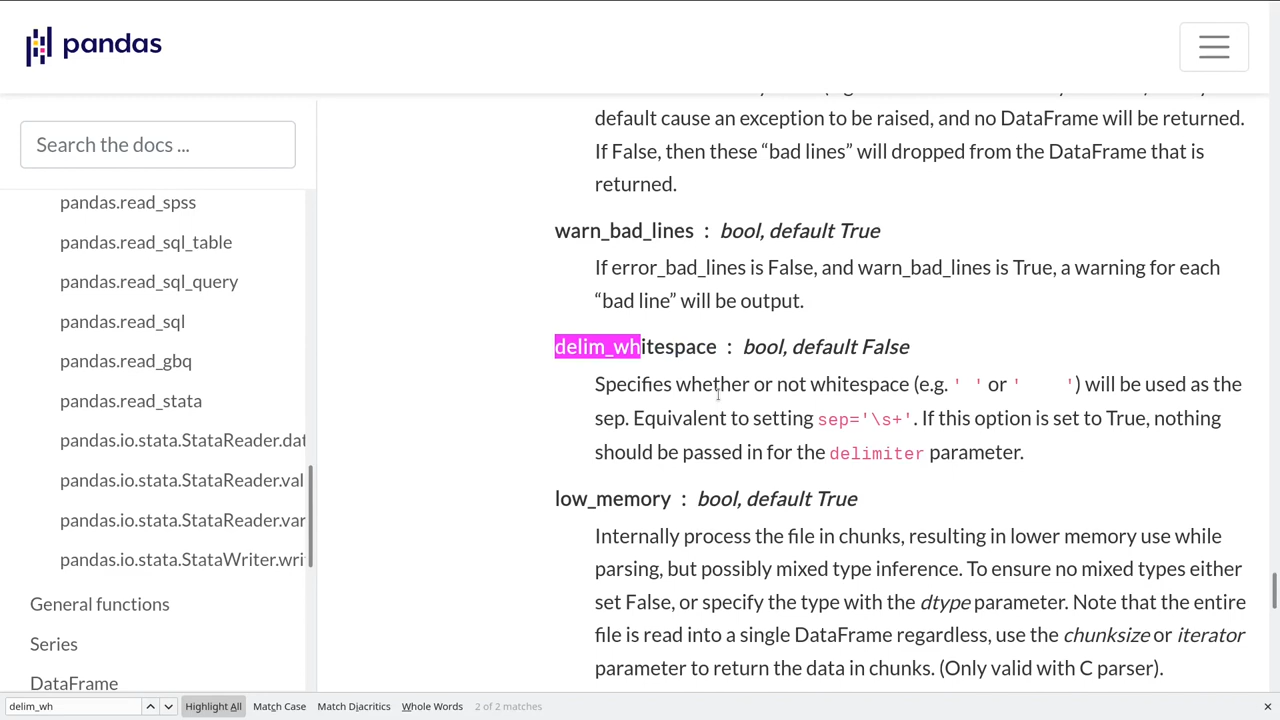 pandas
Search the docs ...
pandas.read_spss
pandas.read_sql_table
pandas.read_sql_query
pandas.read_sql
pandas.read_gbq
pandas.read_stata
pandas.io.stata.StataReader.dat
pandas.io.stata.StataReader.val
pandas.io.stata.StataReader.var
pandas.io.stata.StataWriter.wri
General functions
Series
DataFrame
default cause an exception to be raised, and no DataFrame will be returned.
If False, then these “bad lines” will dropped from the DataFrame that is
returned.
warn_bad_lines : bool, default True
If error_bad_lines is False, and warn_bad_lines is True, a warning for each
“bad line” will be output.
delim_whitespace : bool, default False
Specifies whether or not whitespace (e.g. ' ' or '    ') will be used as the
sep. Equivalent to setting sep='\s+'. If this option is set to True, nothing
should be passed in for the delimiter parameter.
low_memory : bool, default True
Internally process the file in chunks, resulting in lower memory use while
parsing, but possibly mixed type inference. To ensure no mixed types either
set False, or specify the type with the dtype parameter. Note that the entire
file is read into a single DataFrame regardless, use the chunksize or iterator
parameter to return the data in chunks. (Only valid with C parser).
delim_wh Highlight All Match Case Match Diacritics Whole Words 2 of 2 matches